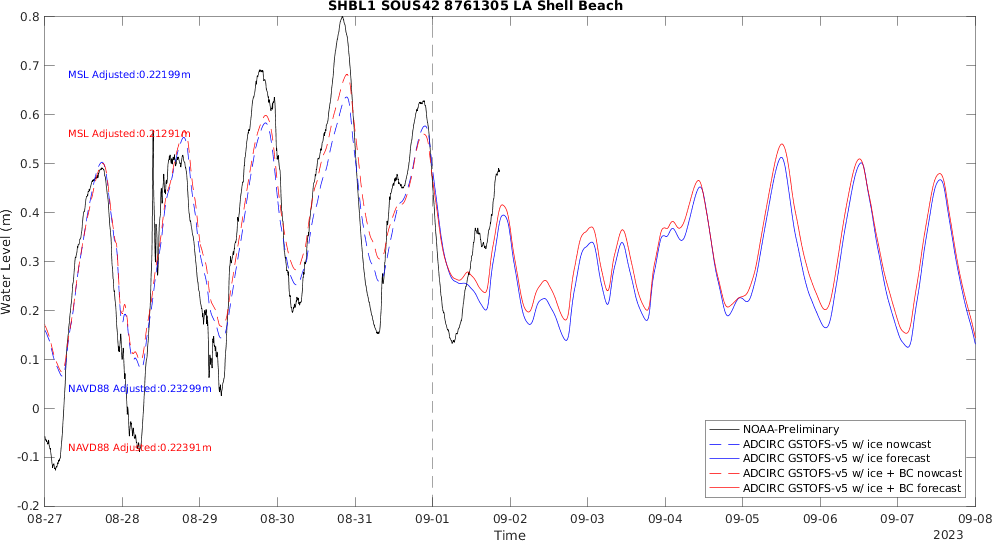 SHBL1 SOUS42 8761305 LA Shell Beach
0.8
0.7
0.6
0.5
0.4
0.3
0.2
0.1
0
-0.1
-0.2
Water Level (m)
MSL Adjusted:0.22199m
MSL Adjusted:0.21291m
NAVD88 Adjusted:0.23299m
NAVD88 Adjusted:0.22391m
NOAA-Preliminary
ADCIRC GSTOFS-v5 w/ ice nowcast
ADCIRC GSTOFS-v5 w/ ice forecast
ADCIRC GSTOFS-v5 w/ ice + BC nowcast
ADCIRC GSTOFS-v5 w/ ice + BC forecast
08-27 08-28 08-29 08-30 08-31 09-01 09-02 09-03 09-04 09-05 09-06 09-07 09-08
Time
2023